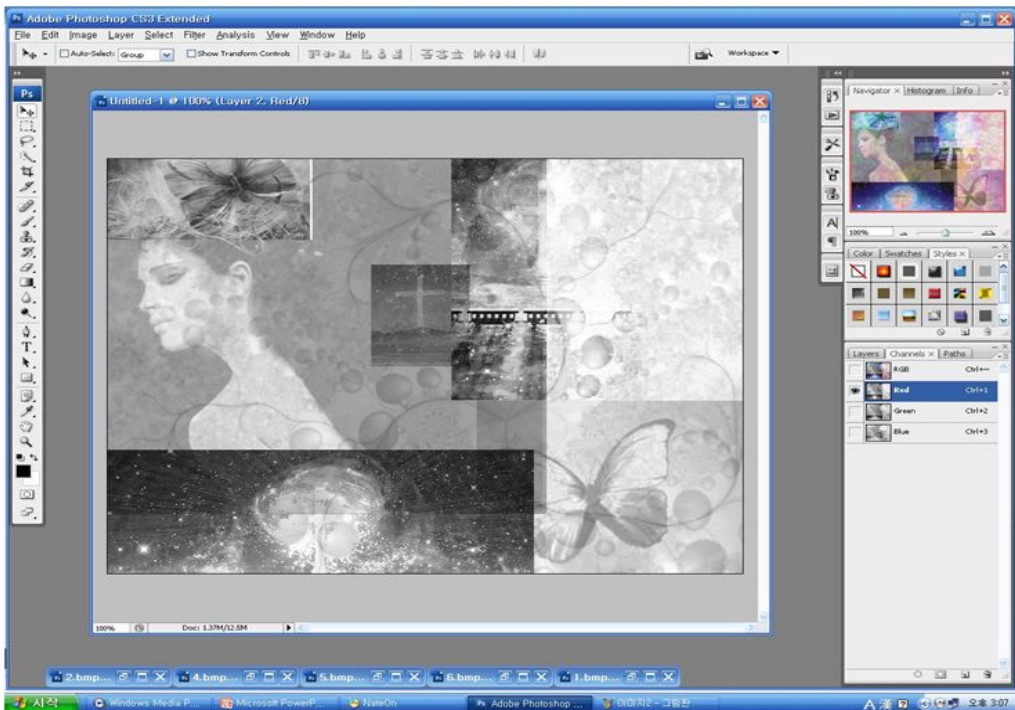 Adobe Photoshop CS3 Extended
File Edit Image Layer Select Filter Analysis View Window Help
Auto-Select: Group Show Transform Controls Workspace
Ps
Untitled-1 @ 100% (Layer 2, Red/8)
Navigator × Histogram Info
100%
Color Swatches Styles ×
Layers Channels × Paths
RGB Ctrl+~
Red Ctrl+1
Green Ctrl+2
Blue Ctrl+3
100% Doc: 1.37M/12.5M
2.bmp... 4.bmp... 5.bmp... 6.bmp... 1.bmp...
시작 Windows Media P... Microsoft PowerP... NateOn Adobe Photoshop ... 이미지2 - 그림판 A 漢 오후 3:07